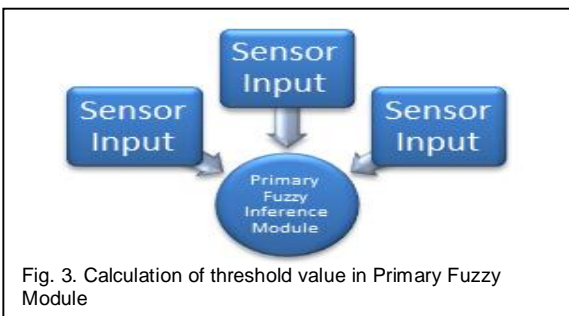 Sensor
Input
Sensor
Input
Sensor
Input
Primary
Fuzzy
Inference
Module
Fig. 3. Calculation of threshold value in Primary Fuzzy
Module